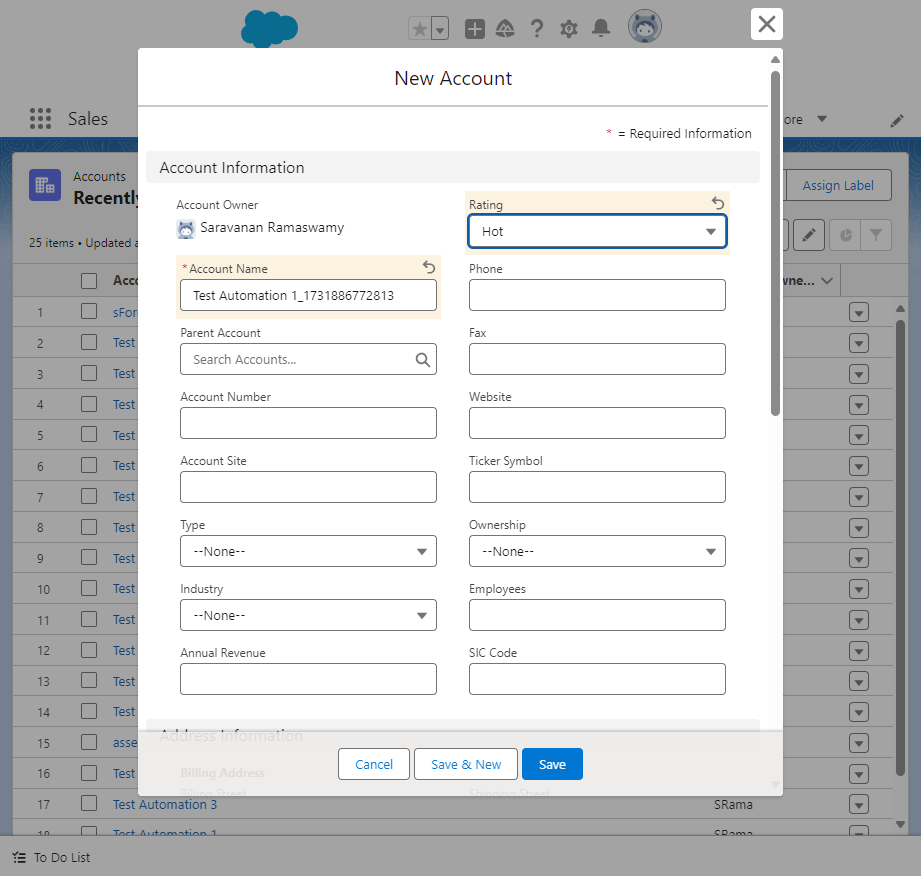 Sales
ore
Accounts
Recently
25 items • Updated a
Assign Label
New Account
* = Required Information
Account Information
Account Owner
Saravanan Ramaswamy
Rating
Hot
*Account Name
Test Automation 1_1731886772813
Phone
Parent Account
Search Accounts...
Fax
Account Number
Website
Account Site
Ticker Symbol
Type
--None--
Ownership
--None--
Industry
--None--
Employees
Annual Revenue
SIC Code
Address Information
Billing Address
Billing Street
Shipping Street
Cancel
Save & New
Save
Acco
wne...
1
sFor
2
Test
3
Test
4
Test
5
Test
6
Test
7
Test
8
Test
9
Test
10
Test
11
Test
12
Test
13
Test
14
Test
15
asse
16
Test
17
Test Automation 3
SRama
18
Test Automation 1
SRama
To Do List